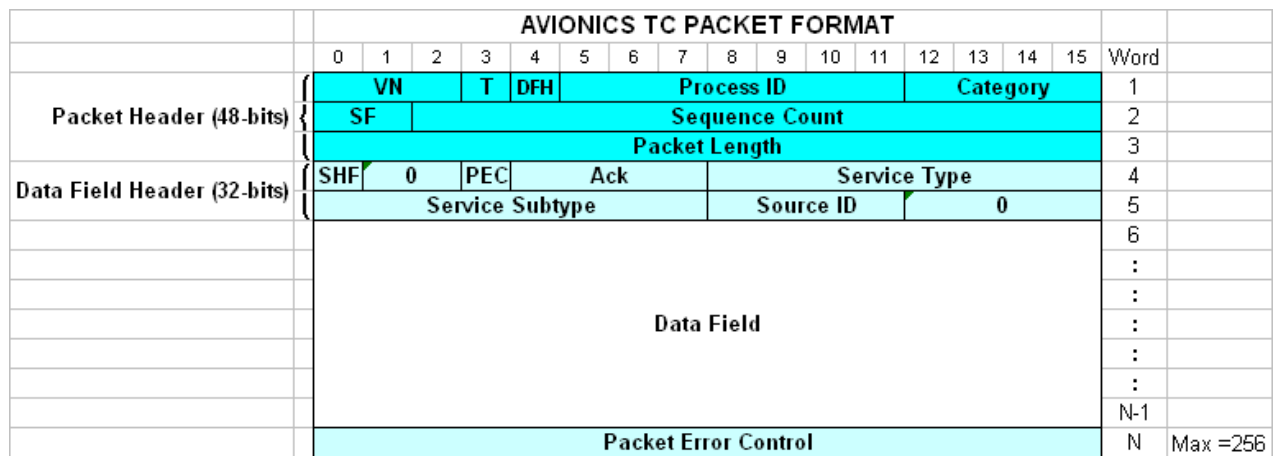 AVIONICS TC PACKET FORMAT
0 1 2 3 4 5 6 7 8 9 10 11 12 13 14 15 Word
VN T DFH Process ID Category 1
Packet Header (48-bits) SF Sequence Count 2
Packet Length 3
SHF 0 PEC Ack Service Type 4
Data Field Header (32-bits)
Service Subtype Source ID 0 5
6
:
:
Data Field :
:
:
N-1
Packet Error Control N Max =256